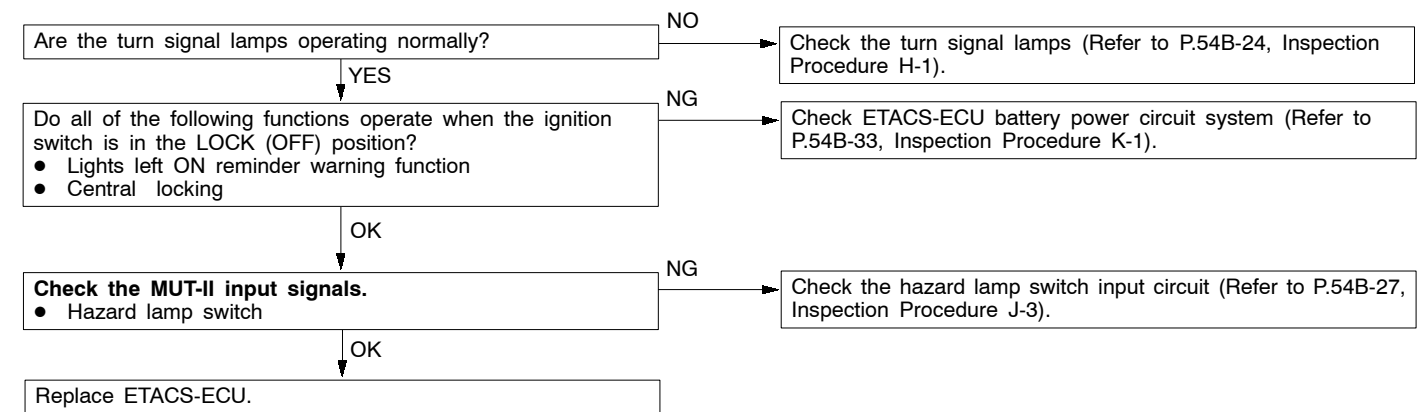 Are the turn signal lamps operating normally?
NO
Check the turn signal lamps (Refer to P.54B-24, Inspection
Procedure H-1).
YES
Do all of the following functions operate when the ignition
switch is in the LOCK (OFF) position?
● Lights left ON reminder warning function
● Central locking
NG
Check ETACS-ECU battery power circuit system (Refer to
P.54B-33, Inspection Procedure K-1).
OK
Check the MUT-II input signals.
● Hazard lamp switch
NG
Check the hazard lamp switch input circuit (Refer to P.54B-27,
Inspection Procedure J-3).
OK
Replace ETACS-ECU.